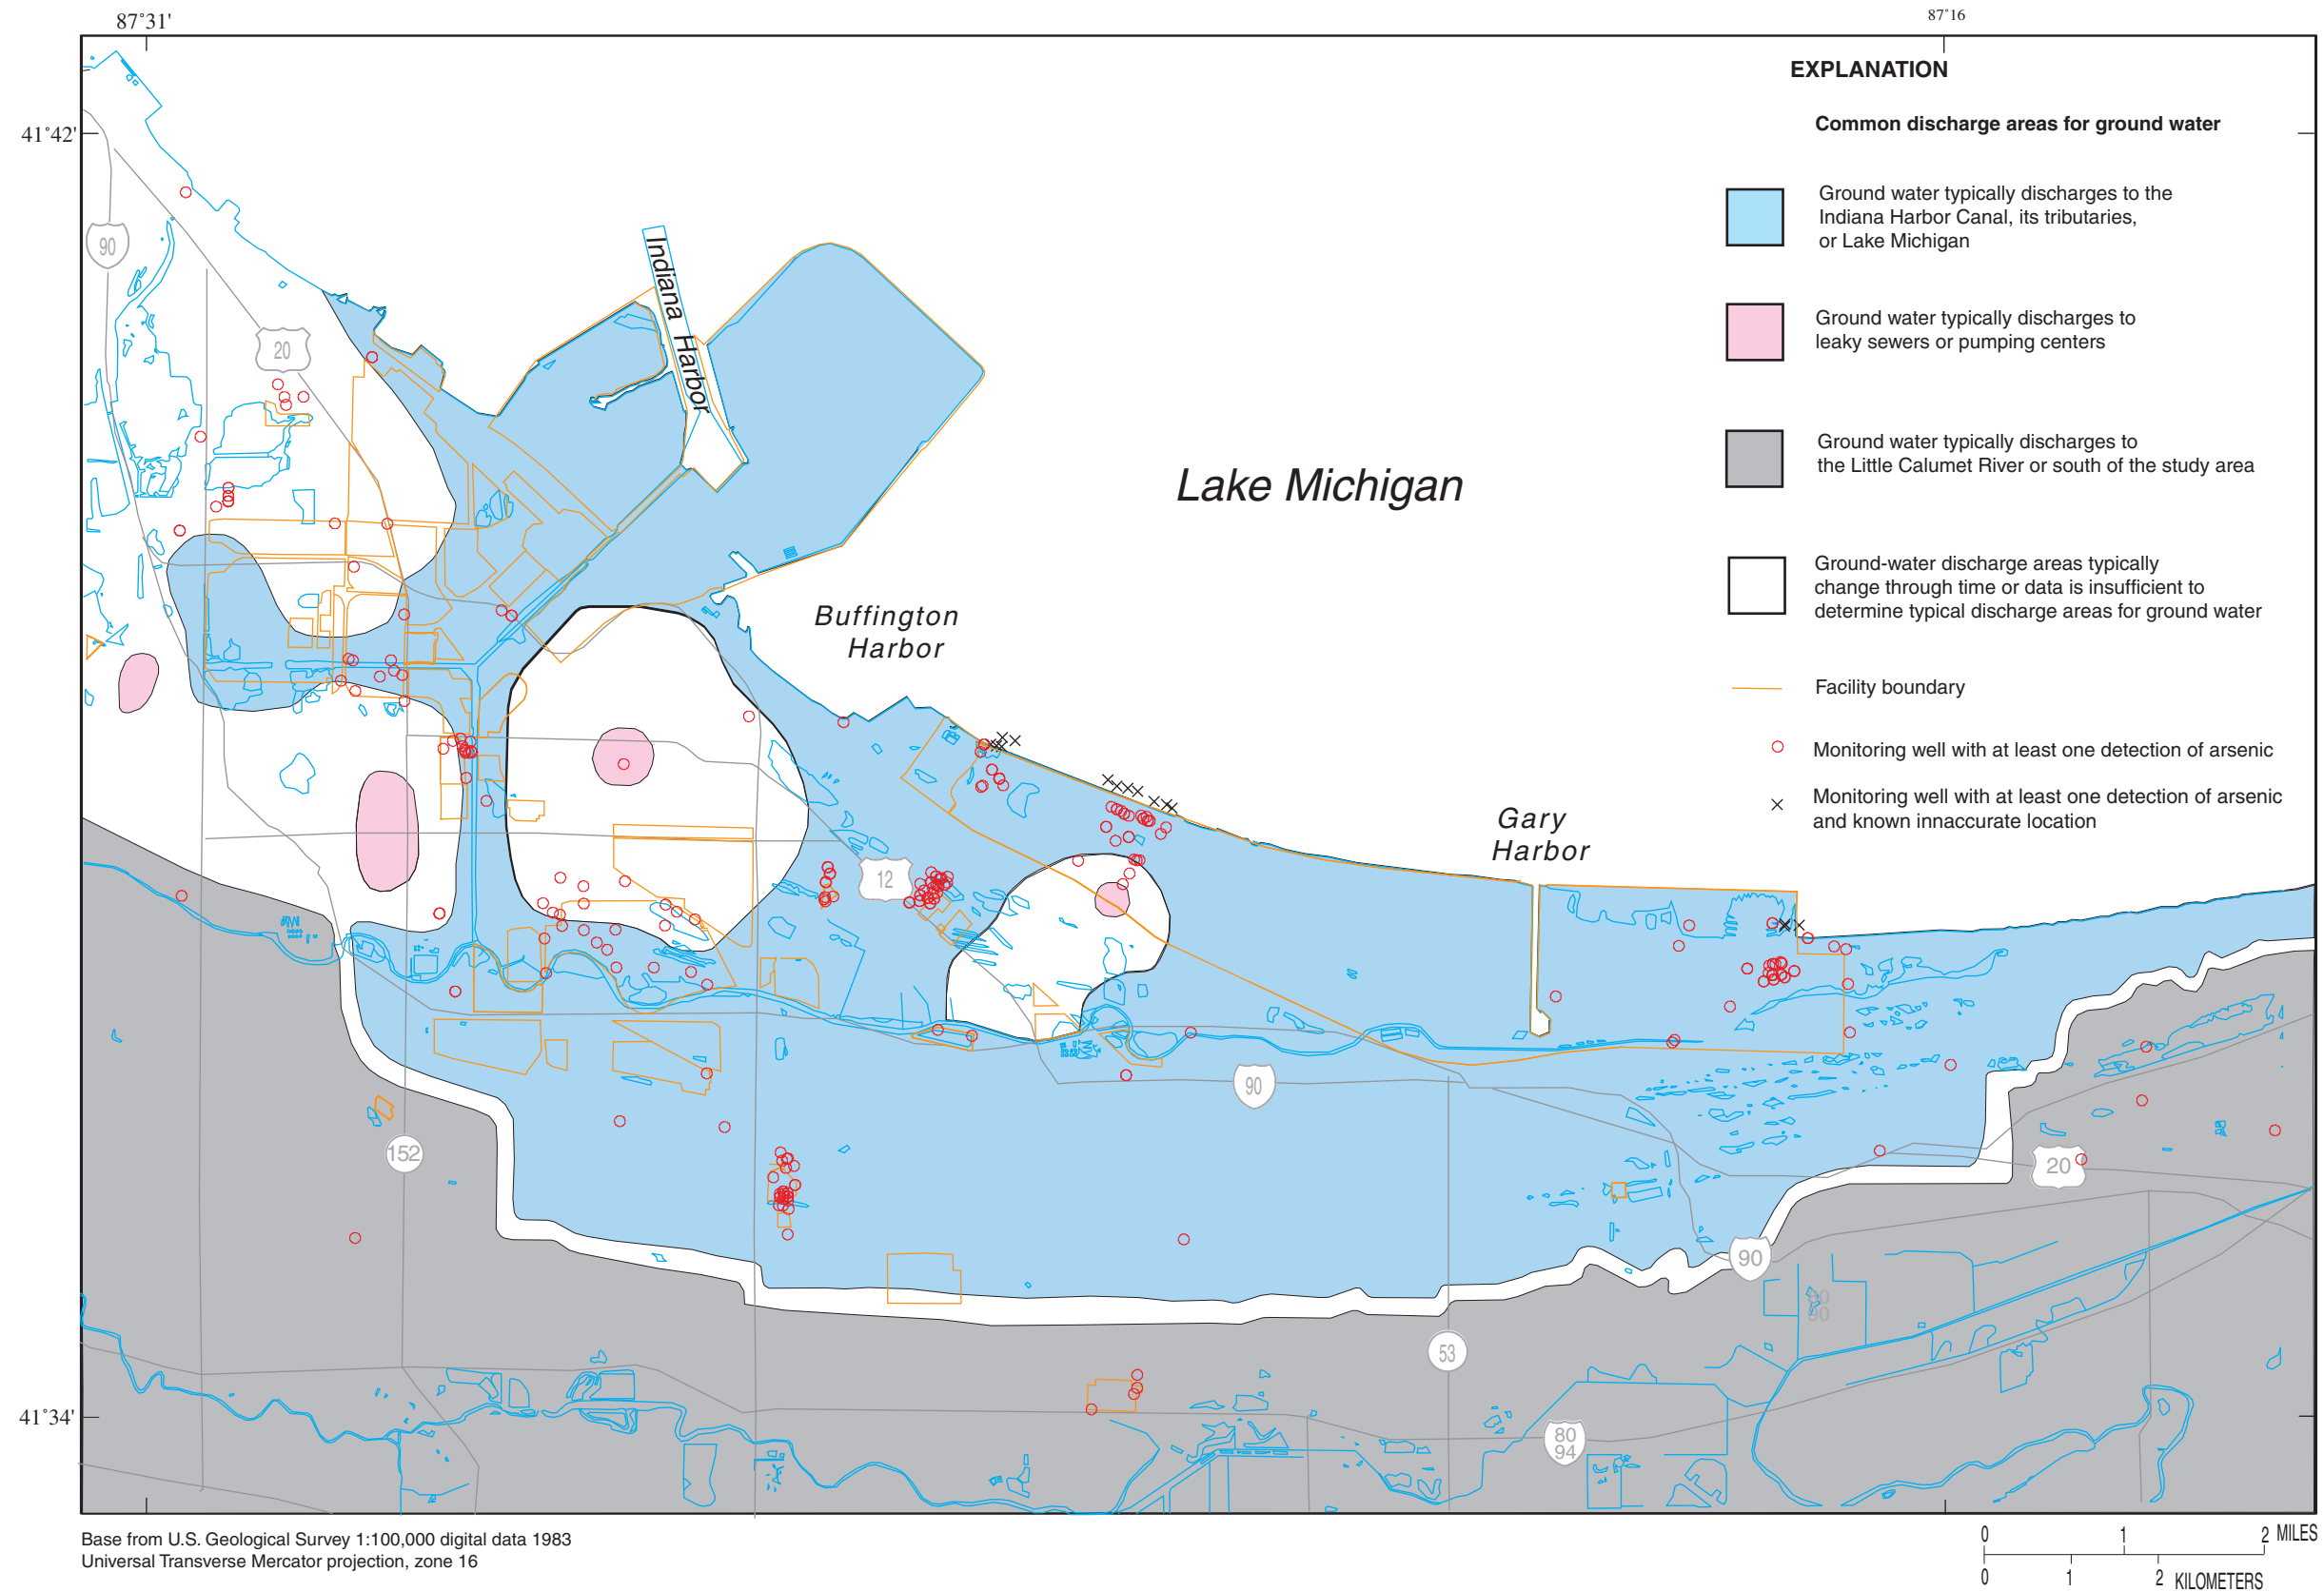 87˚31'
87˚16
41˚42'
41˚34'
EXPLANATION
Common discharge areas for ground water
Ground water typically discharges to the
Indiana Harbor Canal, its tributaries,
or Lake Michigan
Ground water typically discharges to
leaky sewers or pumping centers
Ground water typically discharges to
the Little Calumet River or south of the study area
Ground-water discharge areas typically
change through time or data is insufficient to
determine typical discharge areas for ground water
Facility boundary
Monitoring well with at least one detection of arsenic
Monitoring well with at least one detection of arsenic
and known innaccurate location
90
20
Indiana Harbor
Lake Michigan
Buffington
Harbor
Gary
Harbor
12
90
152
20
90
80
90
53
80
94
Base from U.S. Geological Survey 1:100,000 digital data 1983
Universal Transverse Mercator projection, zone 16
0 1 2 MILES
0 1 2 KILOMETERS